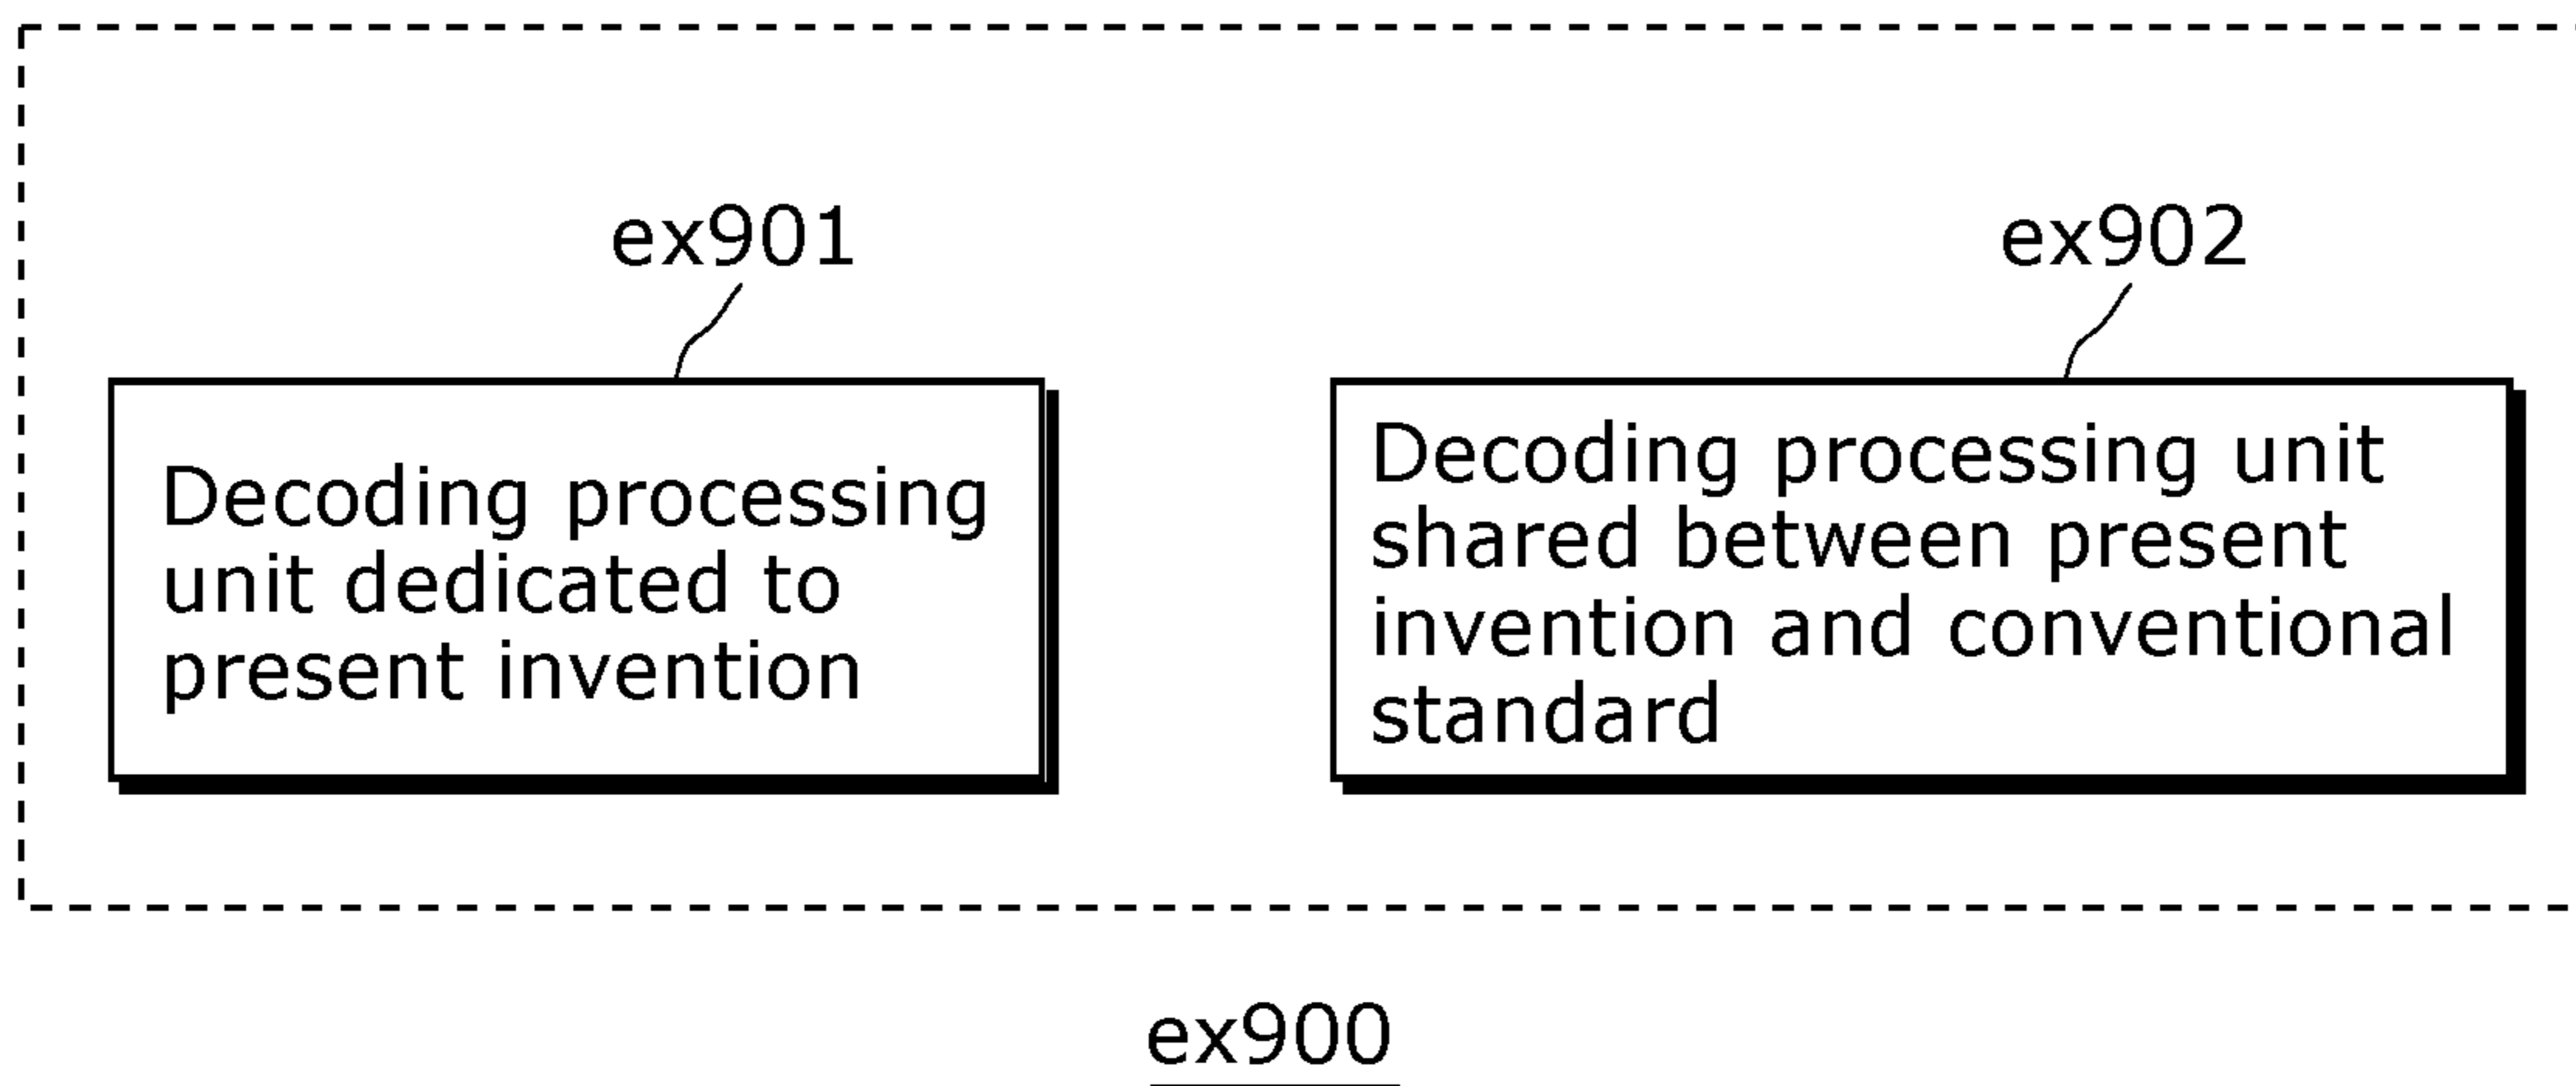 ex901
ex902
Decoding processing
unit dedicated to
present invention
Decoding processing unit
shared between present
invention and conventional
standard
ex900